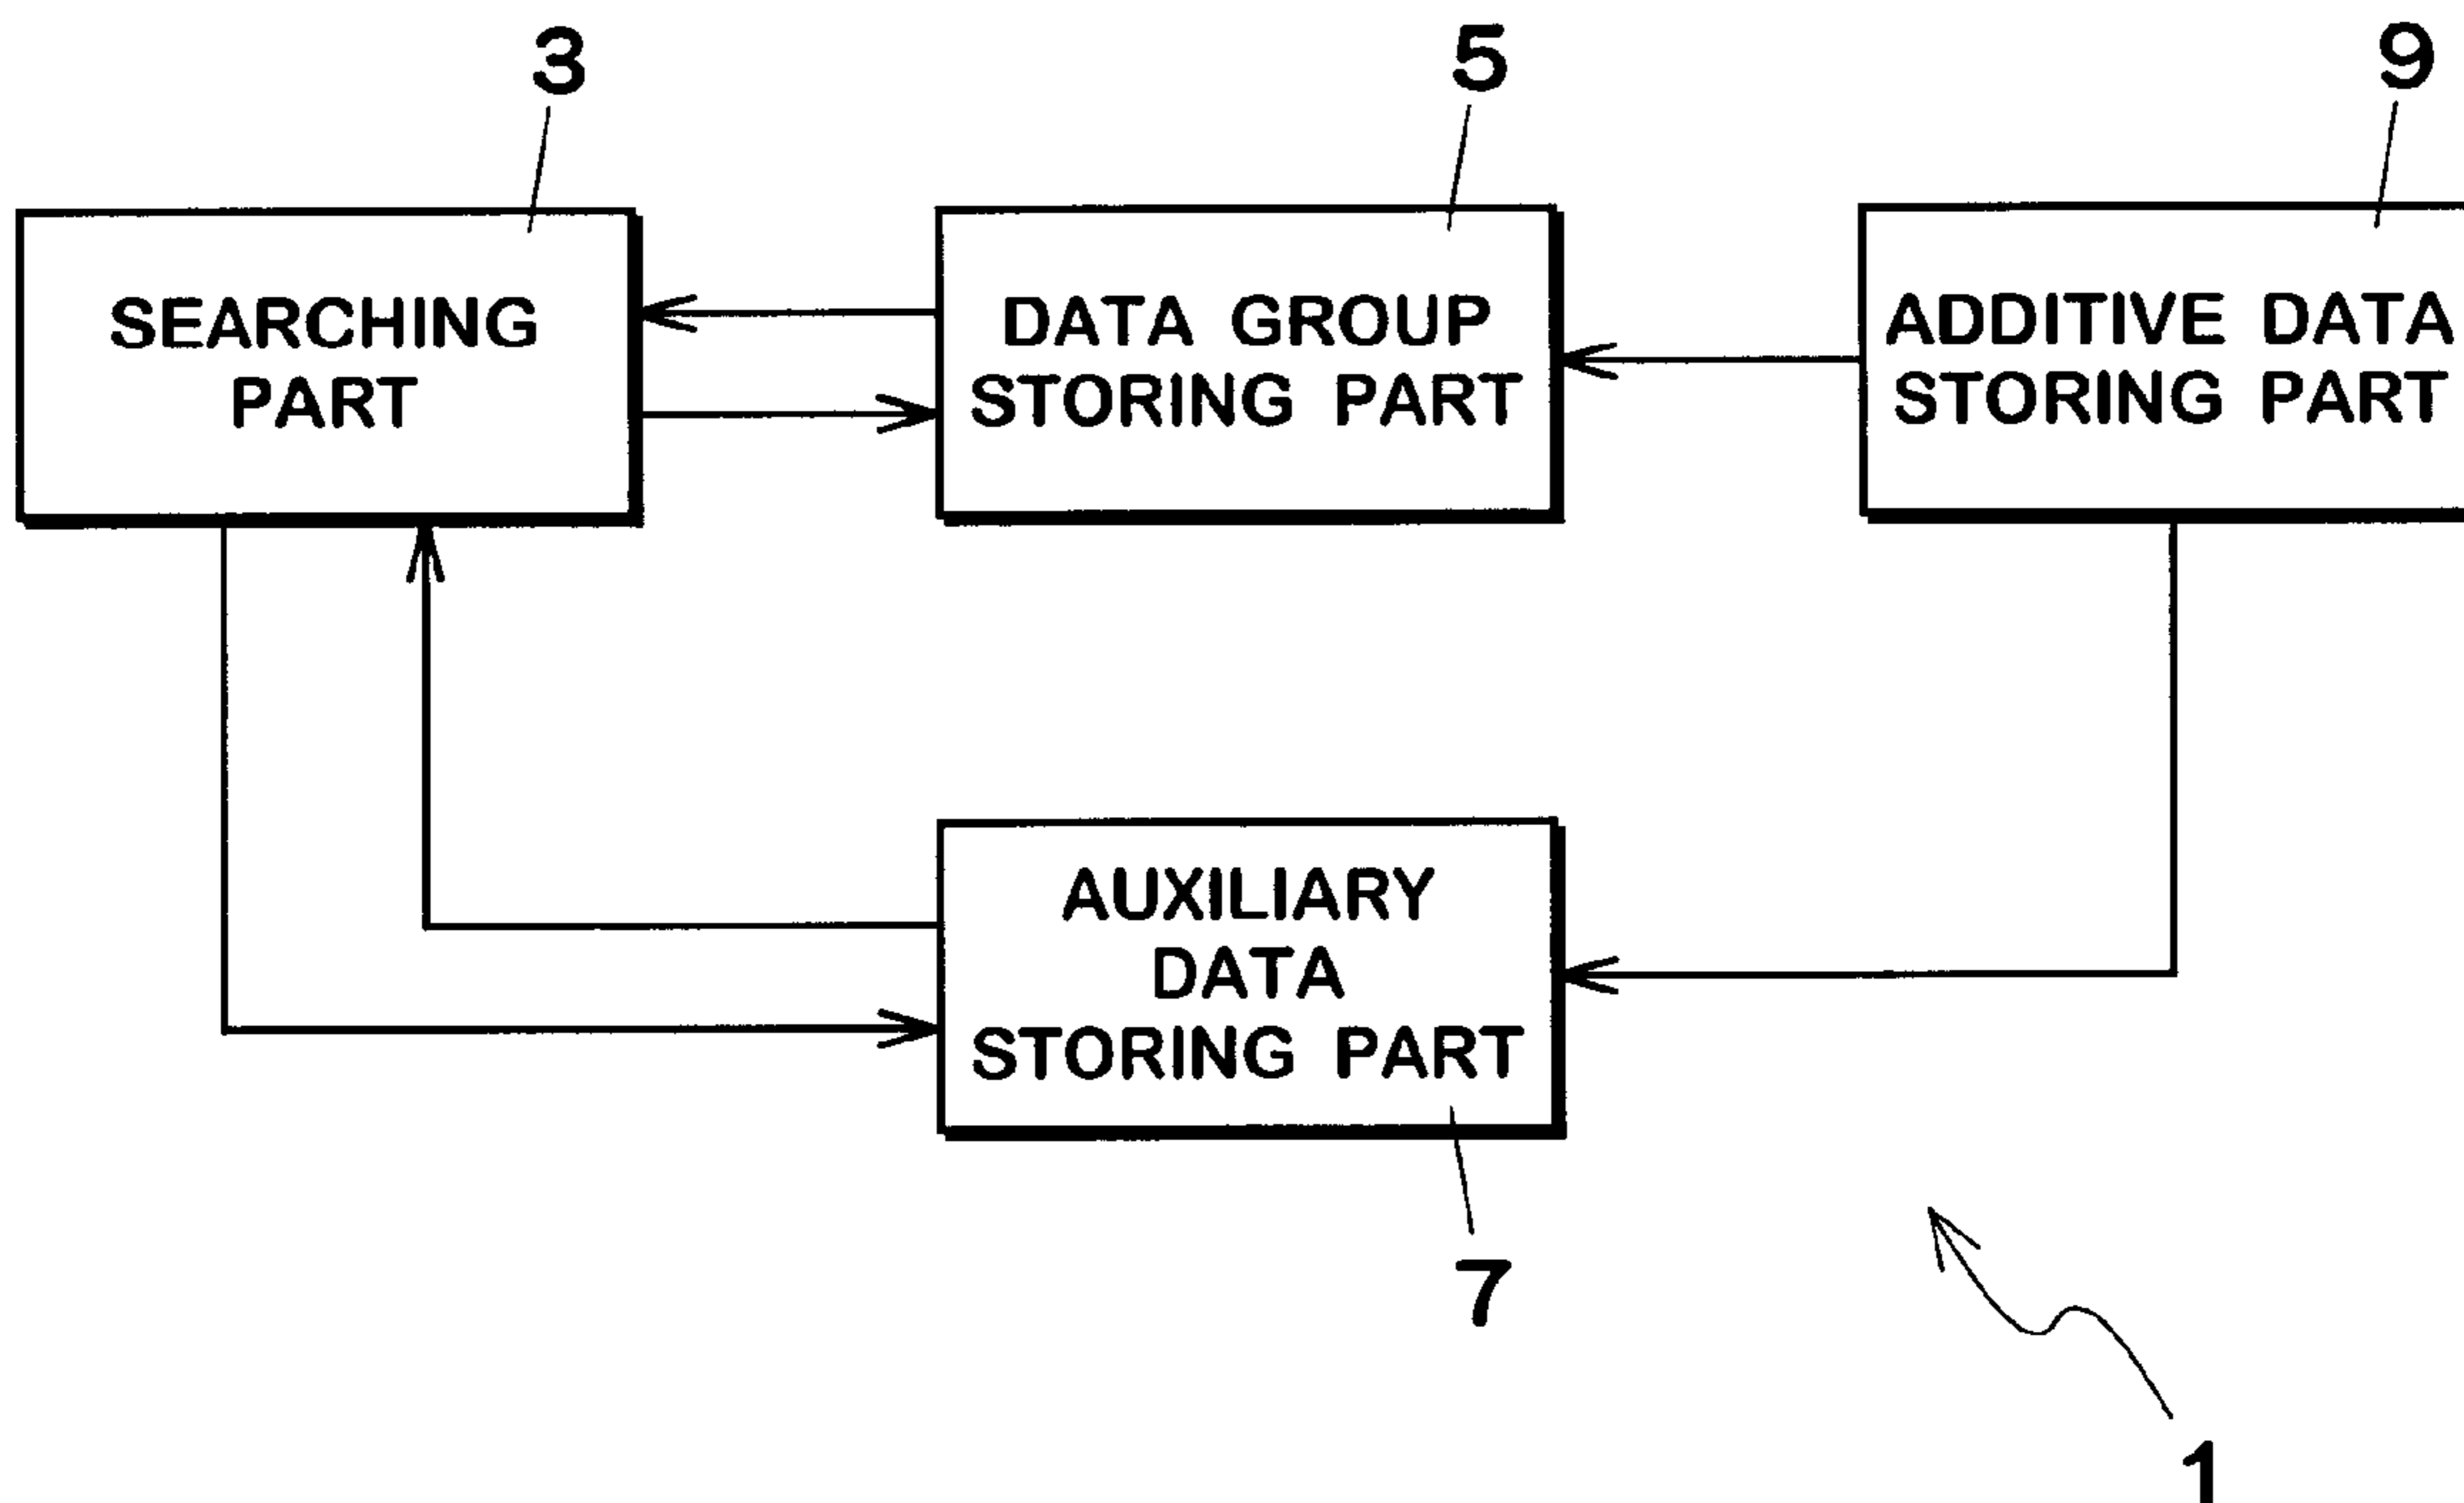 3
5
9
SEARCHING
PART
DATA GROUP
STORING PART
ADDITIVE DATA
STORING PART
AUXILIARY
DATA
STORING PART
7
1